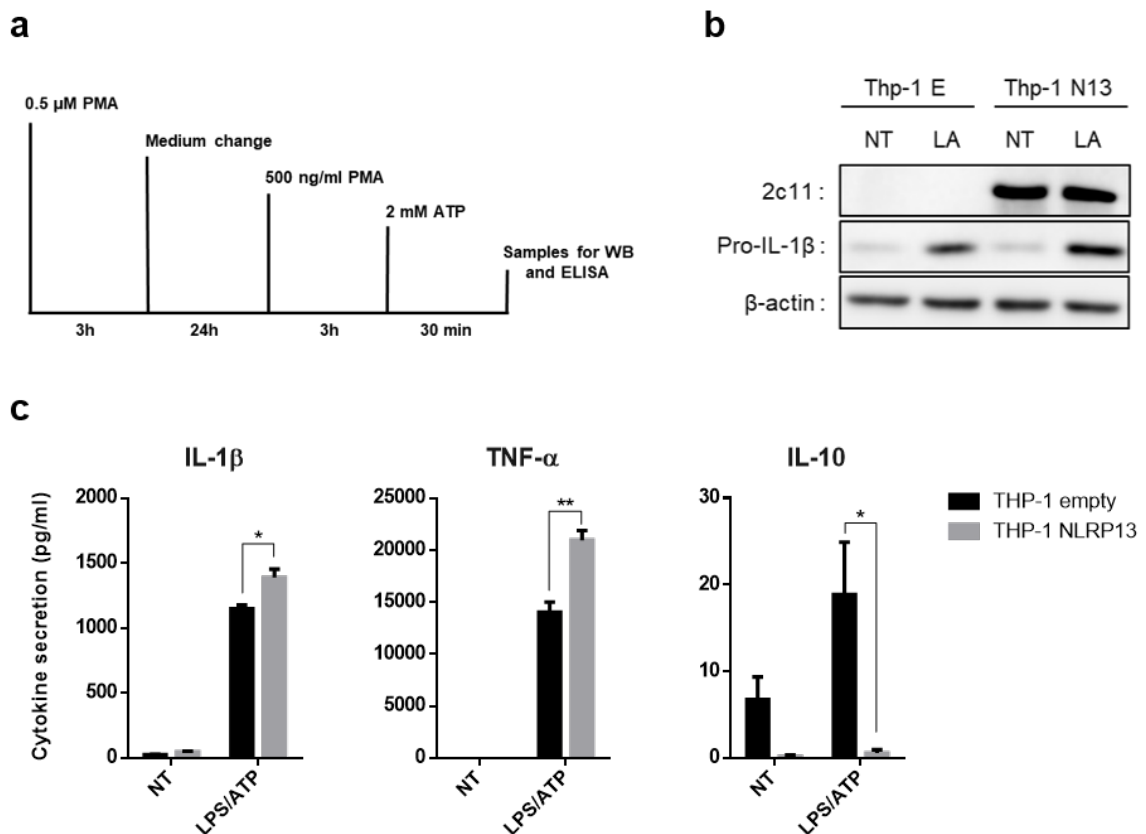 a
0.5 µM PMA
Medium change
500 ng/ml PMA
2 mM ATP
Samples for WB
and ELISA
3h 24h 3h 30 min
b
Thp-1 E Thp-1 N13
NT LA NT LA
2c11 :
Pro-IL-1β :
β-actin :
c
Cytokine secretion (pg/ml)
IL-1β
2000
1500
1000
500
0
*
NT LPS/ATP
TNF-α
25000
20000
15000
10000
5000
0
**
NT LPS/ATP
IL-10
30
20
10
0
*
NT LPS/ATP
THP-1 empty
THP-1 NLRP13